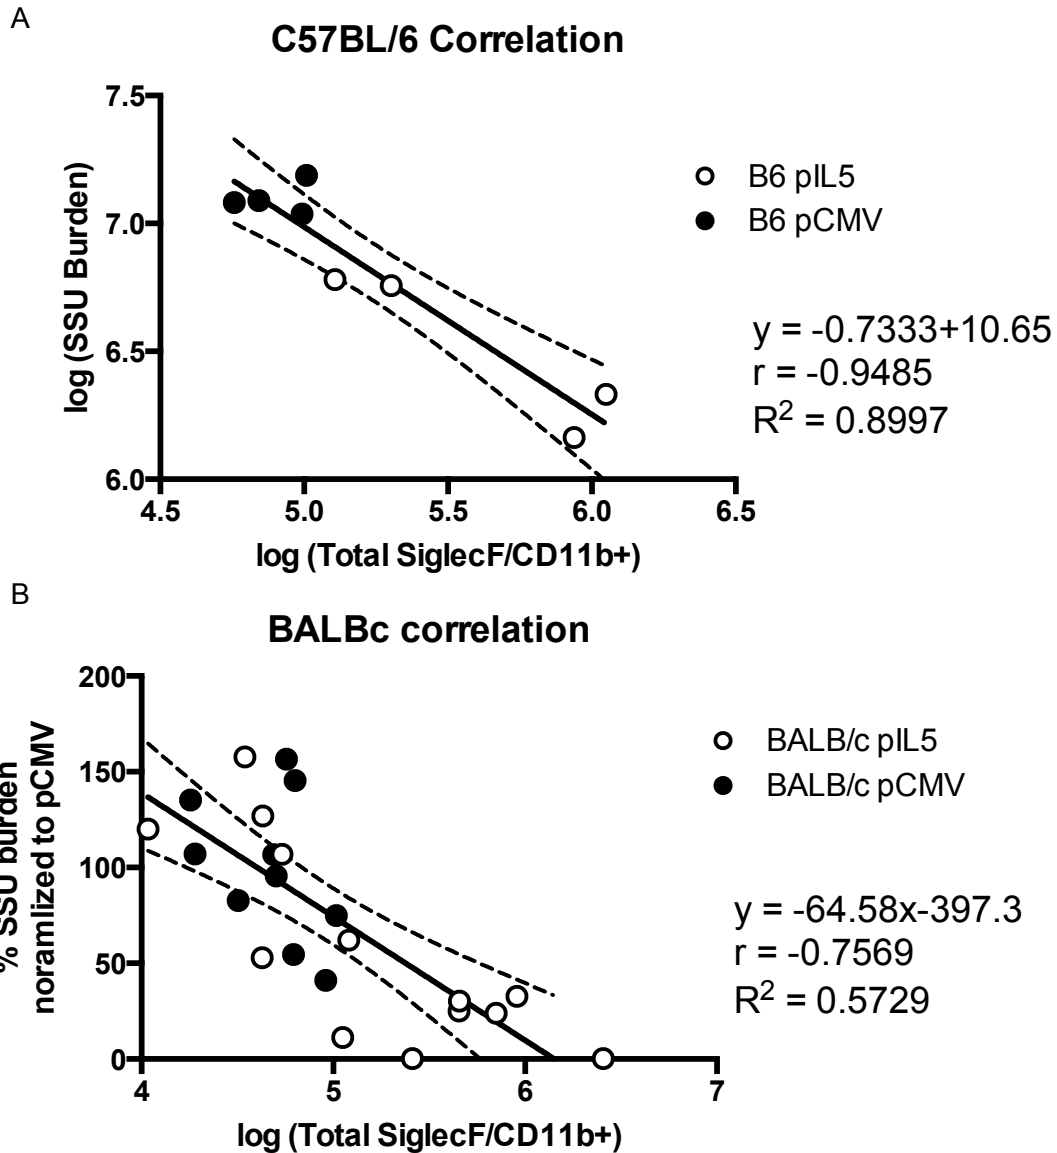 A
C57BL/6 Correlation
7.5
7.0
6.5
6.0
log (SSU Burden)
4.5 5.0 5.5 6.0 6.5
log (Total SiglecF/CD11b+)
B6 pIL5
B6 pCMV
y = -0.7333+10.65
r = -0.9485
R² = 0.8997
B
BALBc correlation
200
150
100
50
0
% SSU burden
noramlized to pCMV
4 5 6 7
log (Total SiglecF/CD11b+)
BALB/c pIL5
BALB/c pCMV
y = -64.58x-397.3
r = -0.7569
R² = 0.5729